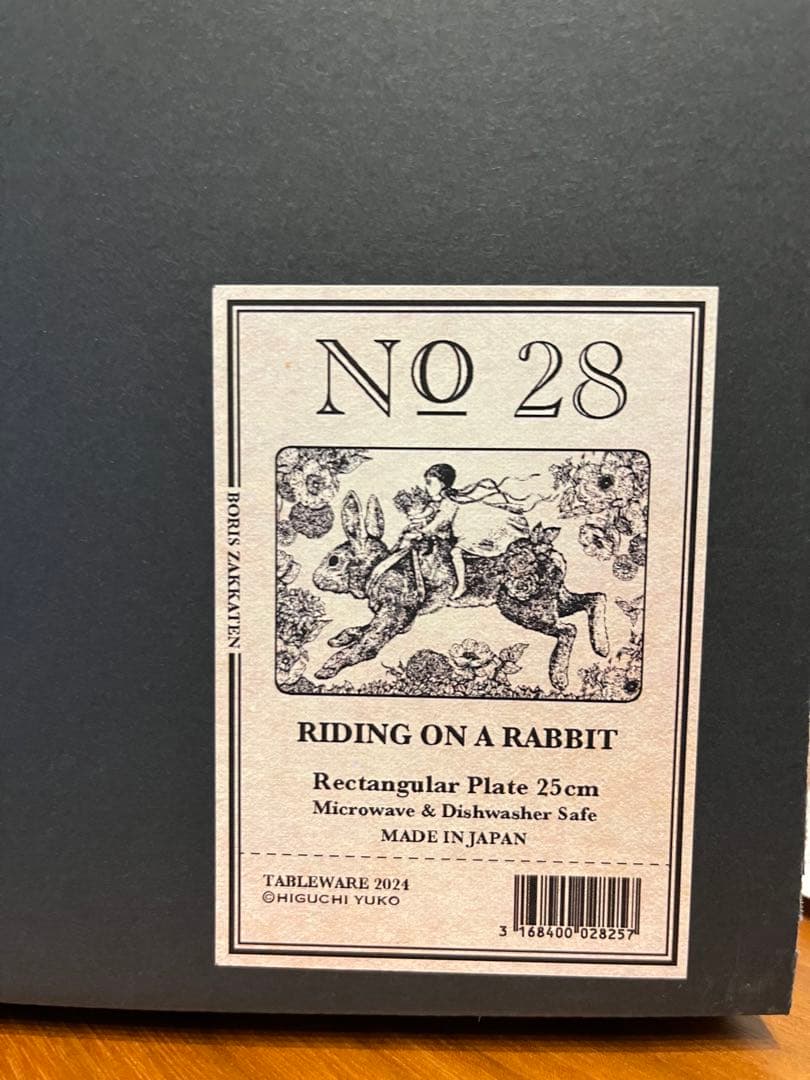 No 28
BORIS ZAKKATEN
RIDING ON A RABBIT
Rectangular Plate 25cm
Microwave & Dishwasher Safe
MADE IN JAPAN
TABLEWARE 2024
©HIGUCHI YUKO
3 168400 028257